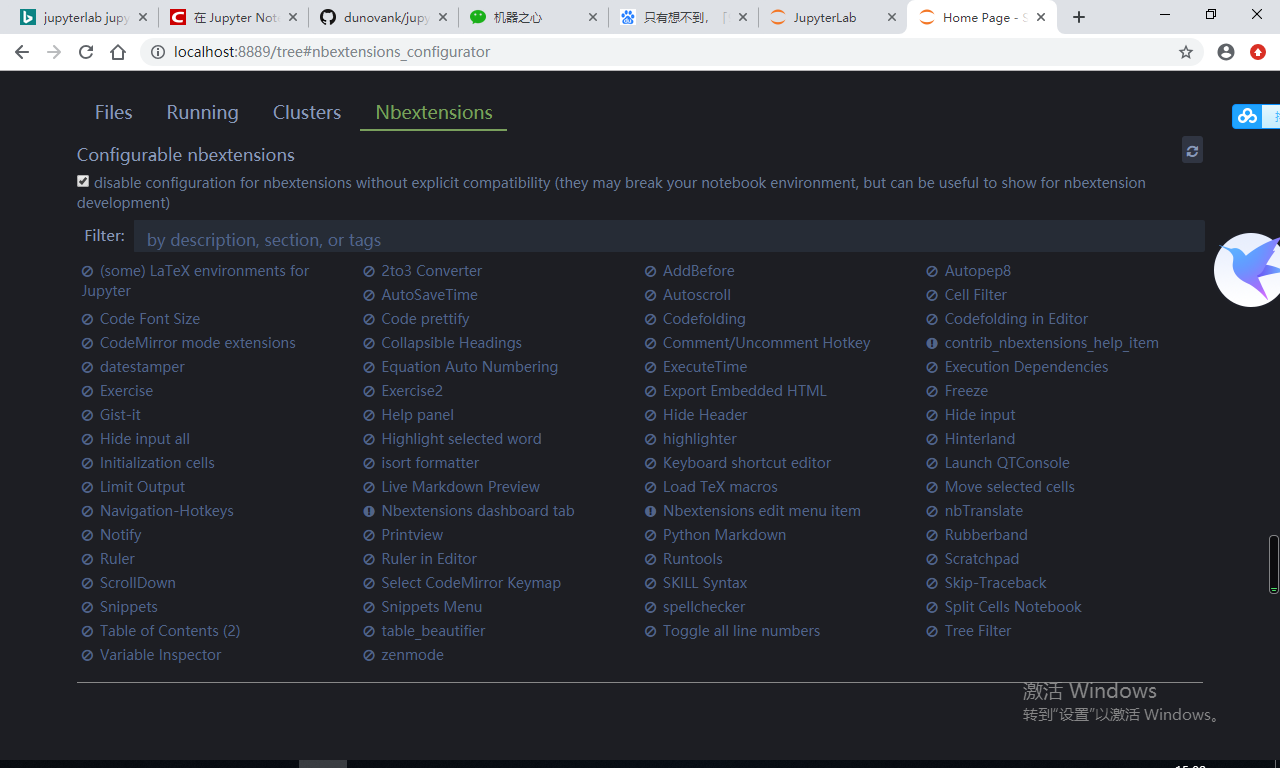 jupyterlab jupy
在 Jupyter Note
dunovank/jupy
机器之心
只有想不到，「
JupyterLab
Home Page - S
localhost:8889/tree#nbextensions_configurator
Files Running Clusters Nbextensions
Configurable nbextensions
disable configuration for nbextensions without explicit compatibility (they may break your notebook environment, but can be useful to show for nbextension
development)
Filter: by description, section, or tags
(some) LaTeX environments for
Jupyter
2to3 Converter
AddBefore
Autopep8
AutoSaveTime
Autoscroll
Cell Filter
Code Font Size
Code prettify
Codefolding
Codefolding in Editor
CodeMirror mode extensions
Collapsible Headings
Comment/Uncomment Hotkey
contrib_nbextensions_help_item
datestamper
Equation Auto Numbering
ExecuteTime
Execution Dependencies
Exercise
Exercise2
Export Embedded HTML
Freeze
Gist-it
Help panel
Hide Header
Hide input
Hide input all
Highlight selected word
highlighter
Hinterland
Initialization cells
isort formatter
Keyboard shortcut editor
Launch QTConsole
Limit Output
Live Markdown Preview
Load TeX macros
Move selected cells
Navigation-Hotkeys
Nbextensions dashboard tab
Nbextensions edit menu item
nbTranslate
Notify
Printview
Python Markdown
Rubberband
Ruler
Ruler in Editor
Runtools
Scratchpad
ScrollDown
Select CodeMirror Keymap
SKILL Syntax
Skip-Traceback
Snippets
Snippets Menu
spellchecker
Split Cells Notebook
Table of Contents (2)
table_beautifier
Toggle all line numbers
Tree Filter
Variable Inspector
zenmode
激活 Windows
转到"设置"以激活 Windows。